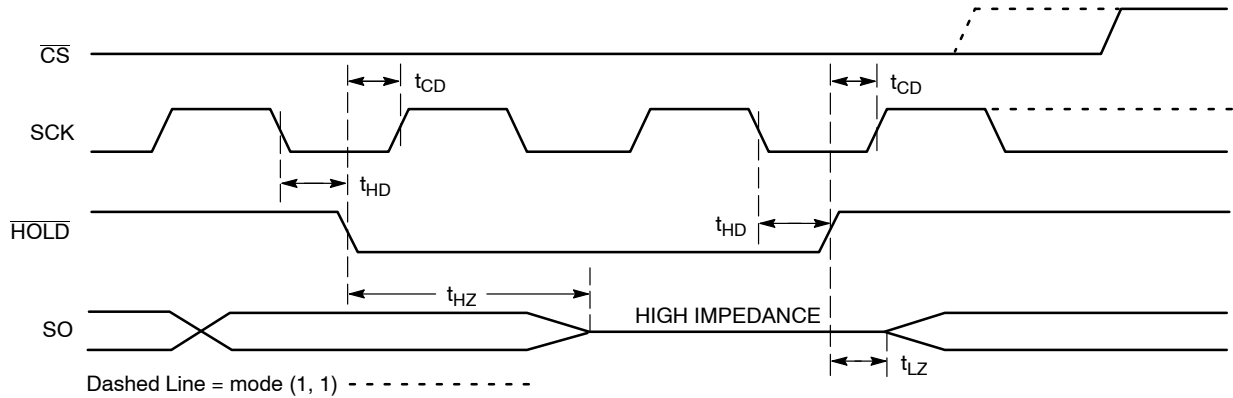 CS
tCD
tCD
SCK
tHD
HOLD
tHD
tHZ
HIGH IMPEDANCE
SO
tLZ
Dashed Line = mode (1, 1)